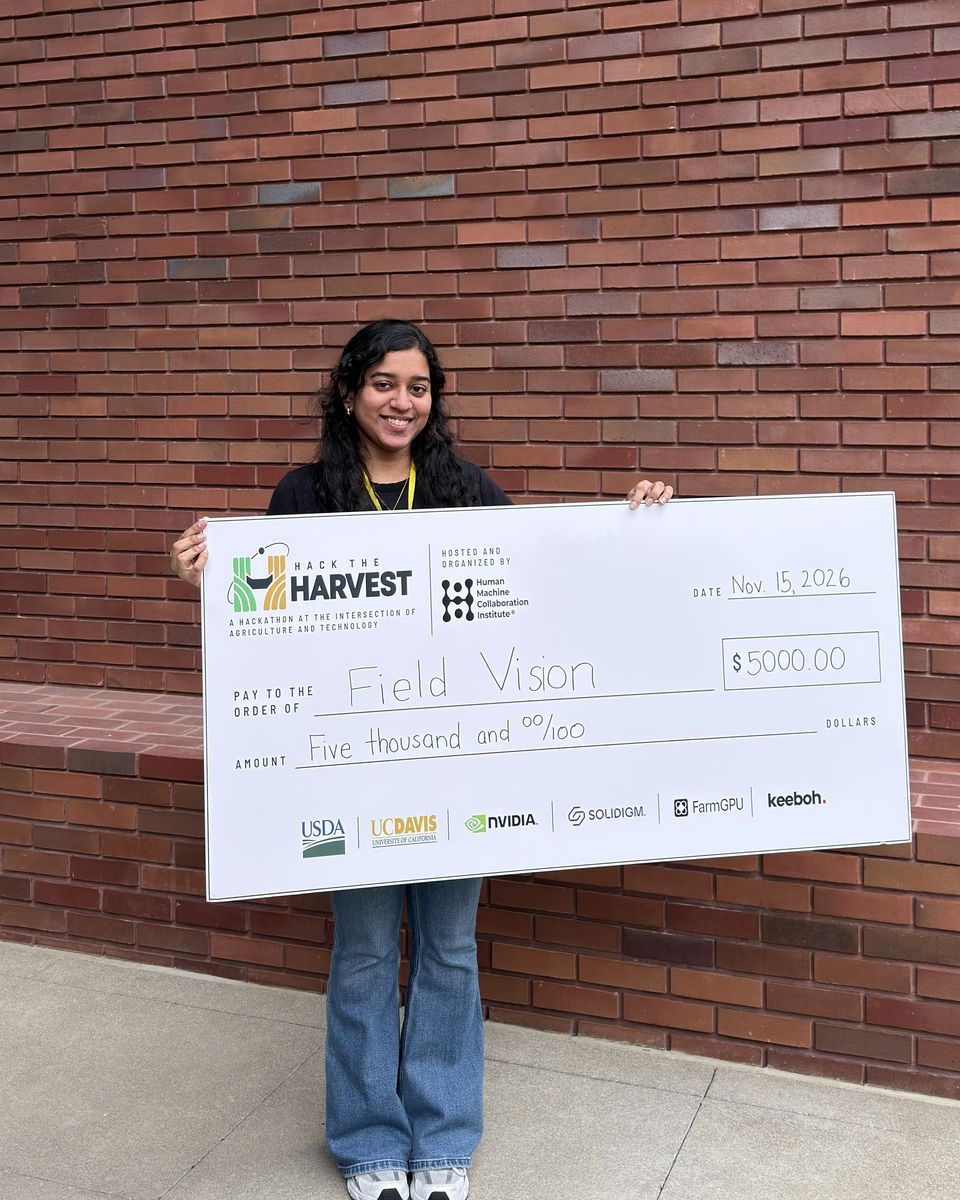 HACK THE
HARVEST
A HACKATHON AT THE INTERSECTION OF
AGRICULTURE AND TECHNOLOGY
HOSTED AND
ORGANIZED BY
Human
Machine
Collaboration
Institute®
DATE Nov. 15, 2026
PAY TO THE
ORDER OF Field Vision
$ 5000.00
AMOUNT Five thousand and 00/100 DOLLARS
USDA
UCDAVIS
UNIVERSITY OF CALIFORNIA
NVIDIA.
SOLIDIGM.
FarmGPU
keeboh.